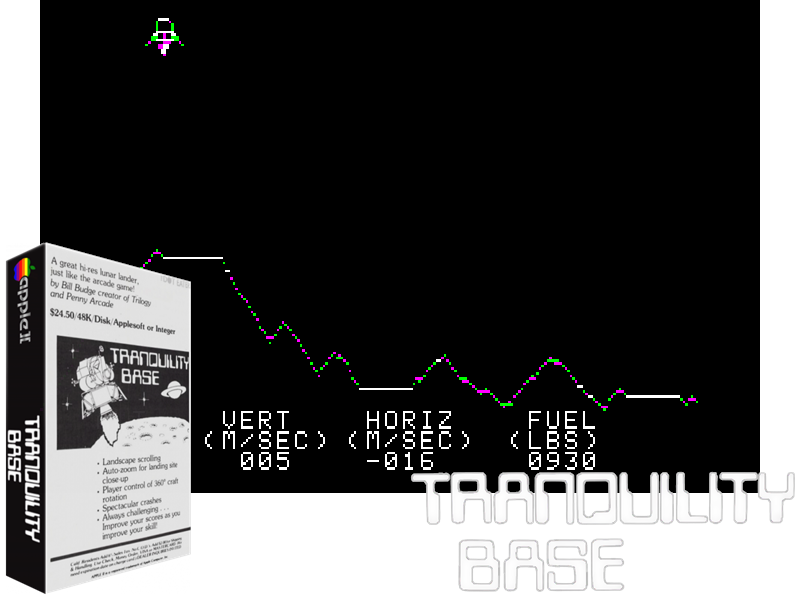 A great hi-res lunar lander,
just like the arcade game!
by Bill Budge creator of Trilogy
and Penny Arcade
$24.50/48K/Disk/Applesoft or Integer
TRANQUILITY
BASE
• Landscape scrolling
• Auto-zoom for landing site
close-up
• Player control of 360° craft
rotation
• Spectacular crashes
• Always challenging . . .
Improve your scores as you
improve your skill!
apple II
TRANQUILITY
BASE
VERT HORIZ FUEL
(M/SEC) (M/SEC) (LBS)
005 -016 0930
TRANQUILITY
BASE